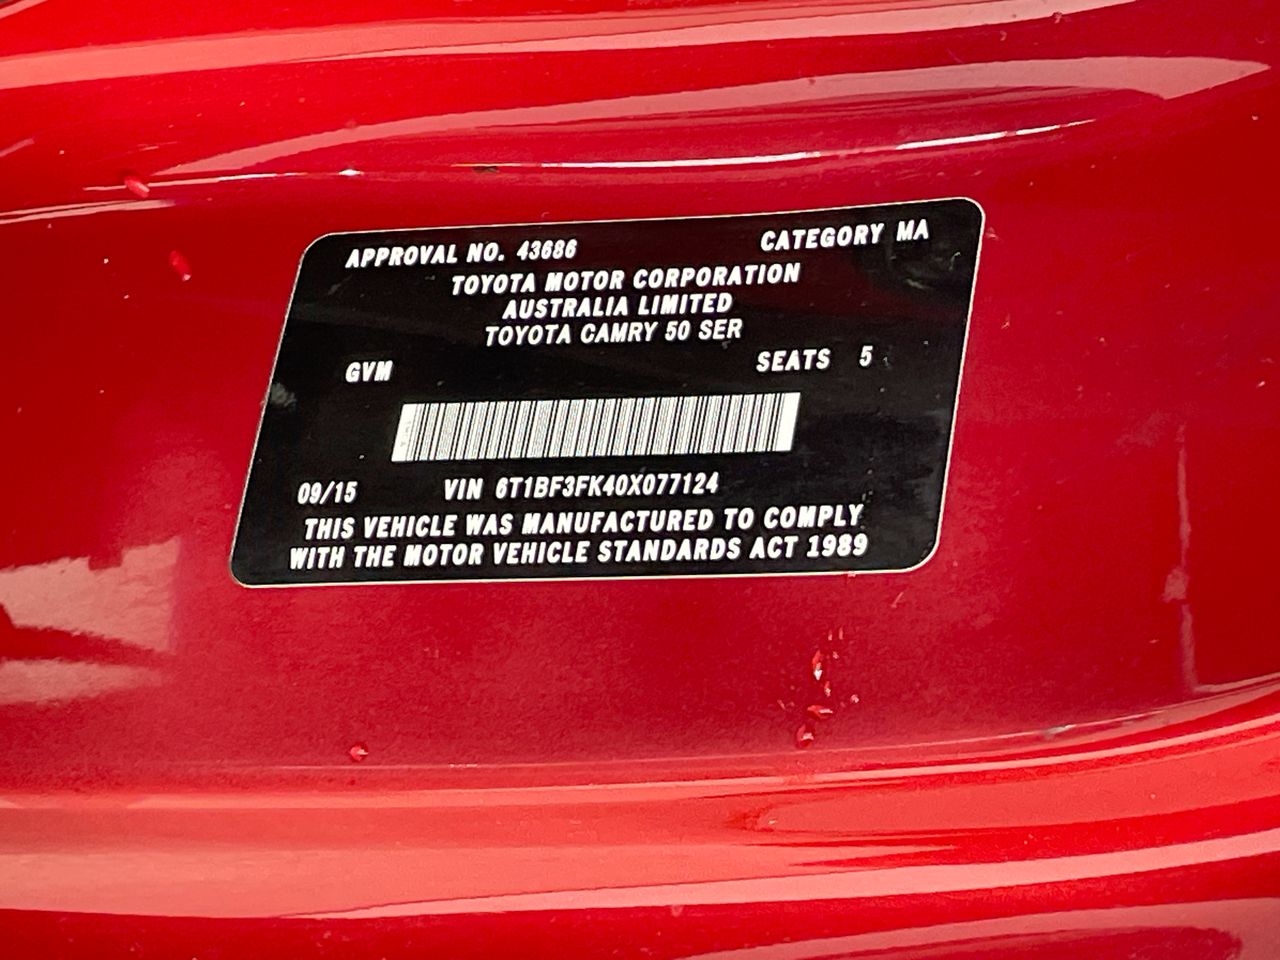 APPROVAL NO. 43686 CATEGORY MA
TOYOTA MOTOR CORPORATION
AUSTRALIA LIMITED
TOYOTA CAMRY 50 SER
GVM SEATS 5
09/15 VIN 6T1BF3FK40X077124
THIS VEHICLE WAS MANUFACTURED TO COMPLY
WITH THE MOTOR VEHICLE STANDARDS ACT 1989